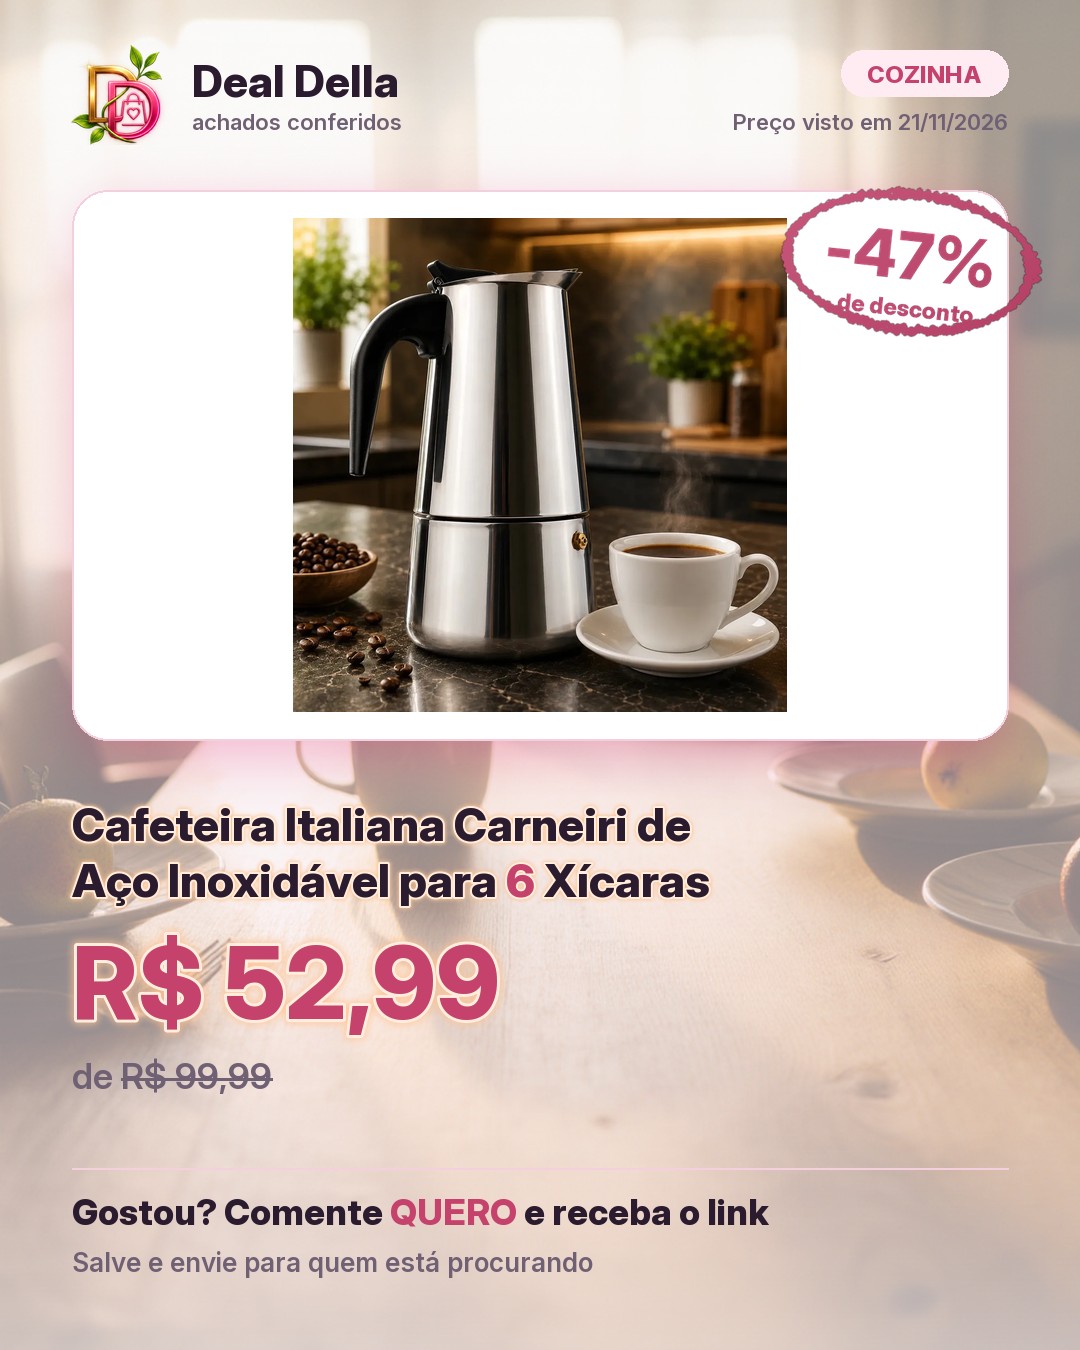 Deal Della
achados conferidos
COZINHA
Preço visto em 21/11/2026
-47%
de desconto
Cafeteira Italiana Carneiri de
Aço Inoxidável para 6 Xícaras
R$ 52,99
de R$ 99,99
Gostou? Comente QUERO e receba o link
Salve e envie para quem está procurando